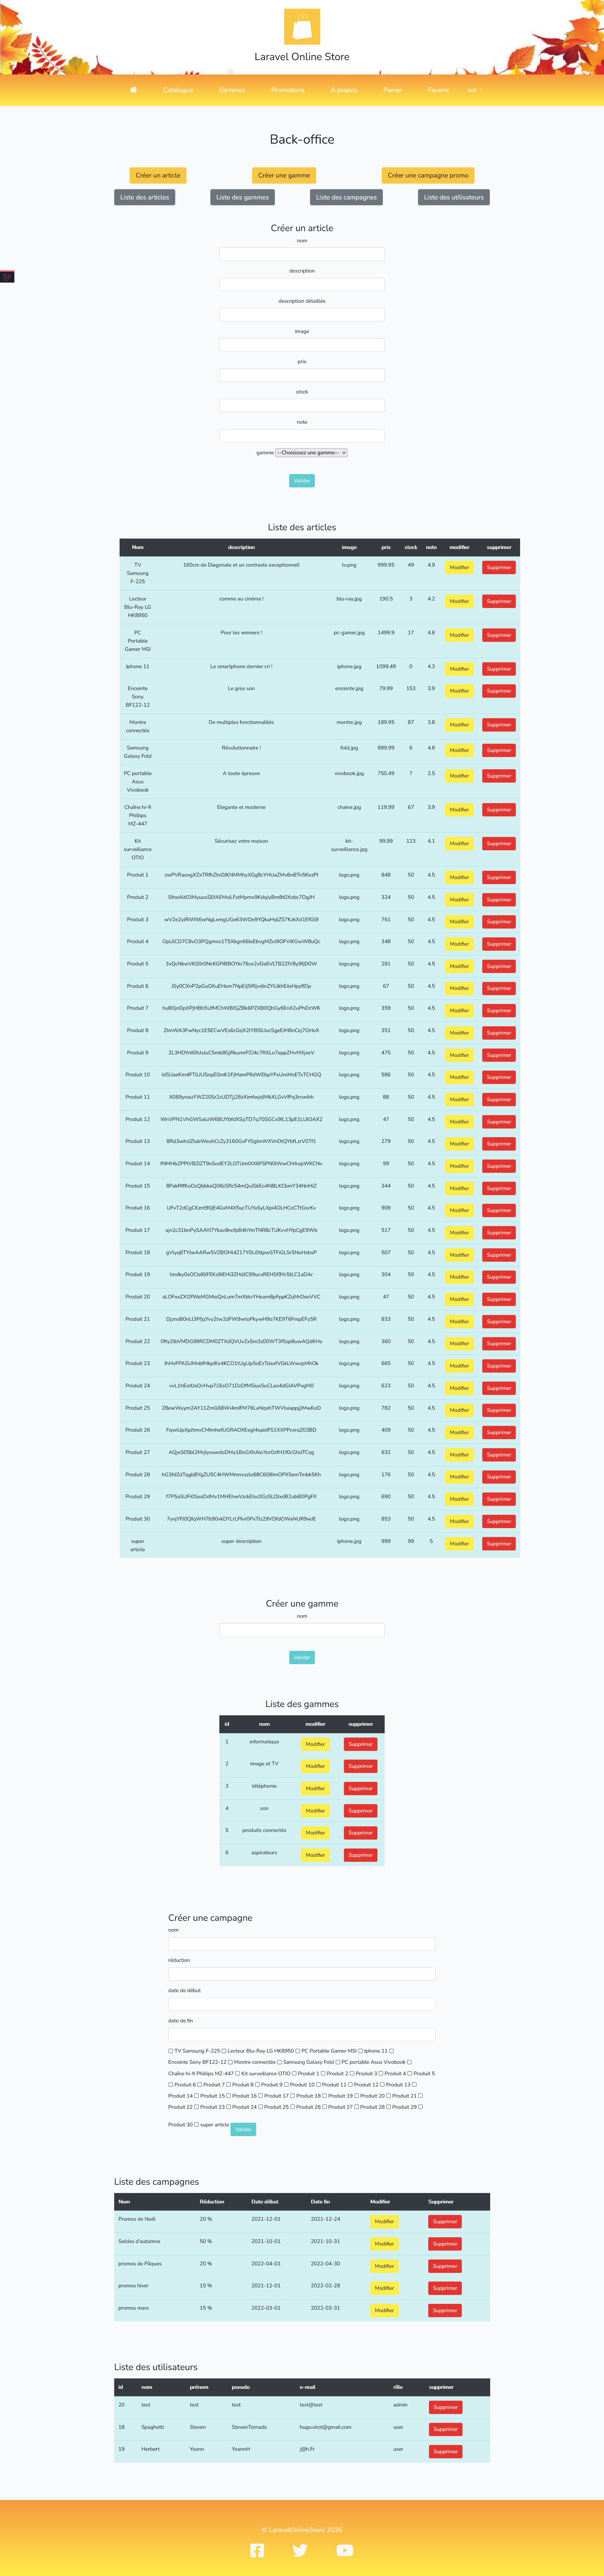 Laravel Online Store
Catalogue Gammes Promotions A propos Panier Favoris test
Back-office
Créer un article Créer une gamme Créer une campagne promo
Liste des articles Liste des gammes Liste des campagnes Liste des utilisateurs
Créer un article
nom
description
description détaillée
image
prix
stock
note
gamme --Choisissez une gamme--
Valider
Liste des articles
Nom description image prix stock note modifier supprimer
TV Samsung F-225 160cm de Diagonale et un contraste exceptionnel! tv.png 999.95 49 4.9 Modifier Supprimer
Lecteur Blu-Ray LG HK8950 comme au cinéma ! blu-ray.jpg 190.5 3 4.2 Modifier Supprimer
PC Portable Gamer MSI Pour les winners ! pc-gamer.jpg 1499.9 17 4.6 Modifier Supprimer
Iphone 11 Le smartphone dernier cri ! iphone.jpg 1099.49 0 4.3 Modifier Supprimer
Enceinte Sony BF122-12 Le gros son enceinte.jpg 79.99 153 3.9 Modifier Supprimer
Montre connectée De multiples fonctionnalités montre.jpg 189.95 87 3.8 Modifier Supprimer
Samsung Galaxy Fold Révolutionnaire ! fold.jpg 899.99 6 4.8 Modifier Supprimer
PC portable Asus Vivobook A toute épreuve vivobook.jpg 750.49 7 2.5 Modifier Supprimer
Chaîne hi-fi Phillips MZ-447 Elegante et moderne chaine.jpg 119.99 67 3.9 Modifier Supprimer
Kit surveillance OTIO Sécurisez votre maison kit-surveillance.jpg 99.99 123 4.1 Modifier Supprimer
Produit 1 logo.png 848 50 4.5 Modifier Supprimer
Produit 2 logo.png 324 50 4.5 Modifier Supprimer
Produit 3 logo.png 761 50 4.5 Modifier Supprimer
Produit 4 logo.png 348 50 4.5 Modifier Supprimer
Produit 5 logo.png 281 50 4.5 Modifier Supprimer
Produit 6 logo.png 67 50 4.5 Modifier Supprimer
Produit 7 logo.png 359 50 4.5 Modifier Supprimer
Produit 8 logo.png 351 50 4.5 Modifier Supprimer
Produit 9 logo.png 475 50 4.5 Modifier Supprimer
Produit 10 logo.png 586 50 4.5 Modifier Supprimer
Produit 11 logo.png 88 50 4.5 Modifier Supprimer
Produit 12 logo.png 47 50 4.5 Modifier Supprimer
Produit 13 logo.png 279 50 4.5 Modifier Supprimer
Produit 14 logo.png 99 50 4.5 Modifier Supprimer
Produit 15 logo.png 344 50 4.5 Modifier Supprimer
Produit 16 logo.png 909 50 4.5 Modifier Supprimer
Produit 17 logo.png 517 50 4.5 Modifier Supprimer
Produit 18 logo.png 507 50 4.5 Modifier Supprimer
Produit 19 logo.png 304 50 4.5 Modifier Supprimer
Produit 20 logo.png 47 50 4.5 Modifier Supprimer
Produit 21 logo.png 833 50 4.5 Modifier Supprimer
Produit 22 logo.png 360 50 4.5 Modifier Supprimer
Produit 23 logo.png 665 50 4.5 Modifier Supprimer
Produit 24 logo.png 623 50 4.5 Modifier Supprimer
Produit 25 logo.png 782 50 4.5 Modifier Supprimer
Produit 26 logo.png 682 50 4.5 Modifier Supprimer
Produit 27 logo.png 632 50 4.5 Modifier Supprimer
Produit 28 logo.png 176 50 4.5 Modifier Supprimer
Produit 29 logo.png 690 50 4.5 Modifier Supprimer
Produit 30 logo.png 853 50 4.5 Modifier Supprimer
super article super description iphone.jpg 999 99 5 Modifier Supprimer
Créer une gamme
nom
Valider
Liste des gammes
id nom modifier supprimer
1 informatique Modifier Supprimer
2 image et TV Modifier Supprimer
3 téléphonie Modifier Supprimer
4 son Modifier Supprimer
5 produits connectés Modifier Supprimer
6 aspirateurs Modifier Supprimer
Créer une campagne
nom
réduction
date de début
date de fin
TV Samsung F-225 Lecteur Blu-Ray LG HK8950 PC Portable Gamer MSI Iphone 11
Enceinte Sony BF122-12 Montre connectée Samsung Galaxy Fold PC portable Asus Vivobook
Chaîne hi-fi Phillips MZ-447 Kit surveillance OTIO Produit 1 Produit 2 Produit 3 Produit 4 Produit 5
Produit 6 Produit 7 Produit 8 Produit 9 Produit 10 Produit 11 Produit 12 Produit 13
Produit 14 Produit 15 Produit 16 Produit 17 Produit 18 Produit 19 Produit 20 Produit 21
Produit 22 Produit 23 Produit 24 Produit 25 Produit 26 Produit 27 Produit 28 Produit 29
Produit 30 super article Valider
Liste des campagnes
Nom Réduction Date début Date fin Modifier Supprimer
Promos de Noël 20 % 2021-12-01 2021-12-24 Modifier Supprimer
Soldes d'automne 50 % 2021-10-01 2021-10-31 Modifier Supprimer
promos de Pâques 20 % 2022-04-01 2022-04-30 Modifier Supprimer
promos hiver 15 % 2021-12-01 2022-02-28 Modifier Supprimer
promos mars 15 % 2022-03-01 2022-03-31 Modifier Supprimer
Liste des utilisateurs
id nom prénom pseudo e-mail rôle supprimer
20 test test test test@test admin Supprimer
18 Spaghetti Steven StevenTornado hugo.virot@gmail.com user Supprimer
19 Herbert Yoann YoannH j@h.Fr user Supprimer
© LaravelOnlineStore 2020